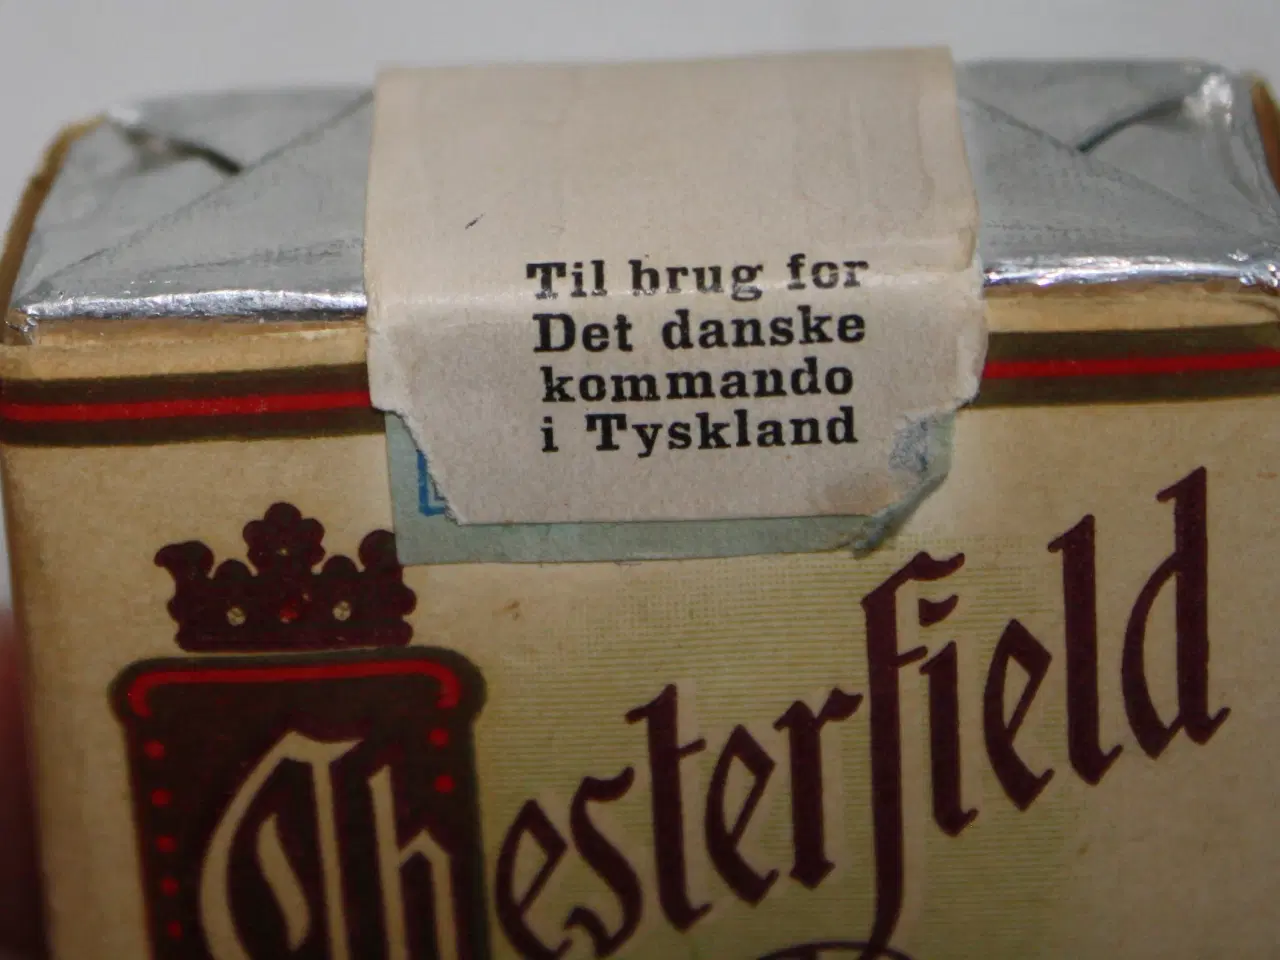 Til brug for
Det danske
kommando
i Tyskland
Chesterfield